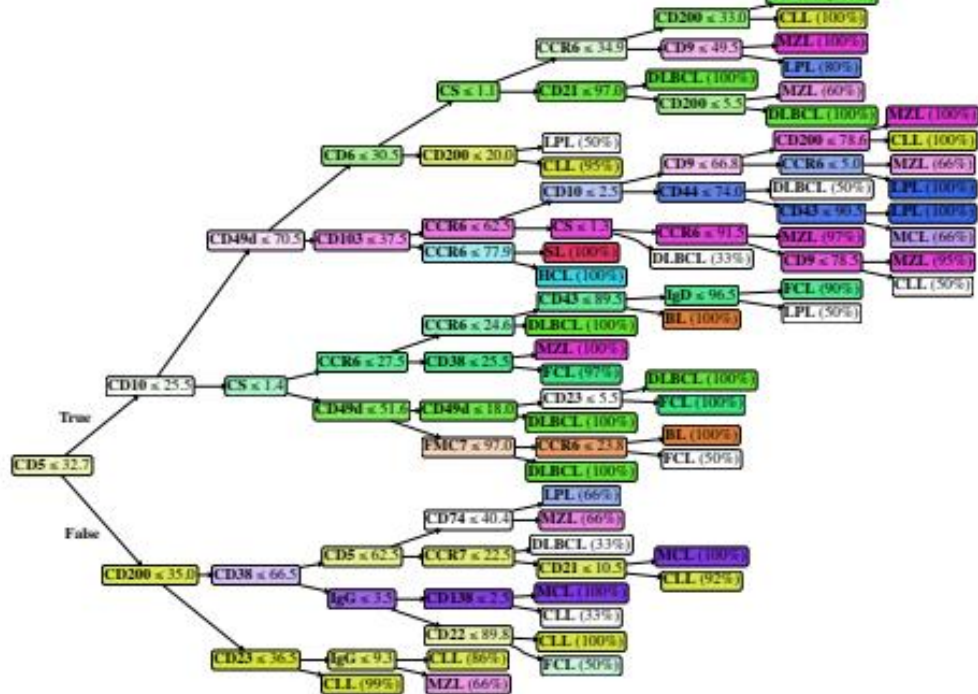 CD200 ≤ 33.0
CLL (100%)
CCR6 ≤ 34.9
CD9 ≤ 49.5
MZL (100%)
LPL (80%)
CS ≤ 1.1
CD21 ≤ 97.0
DLBCL (100%)
CD200 ≤ 5.5
MZL (60%)
DLBCL (100%)
MZL (100%)
CD6 ≤ 30.5
CD200 ≤ 20.0
LPL (50%)
CLL (95%)
CD9 ≤ 66.8
CD200 ≤ 78.6
CLL (100%)
CCR6 ≤ 5.0
MZL (66%)
LPL (100%)
CD10 ≤ 2.5
CD44 ≤ 74.0
DLBCL (50%)
CD43 ≤ 90.5
LPL (100%)
MCL (66%)
CD49d ≤ 70.5
CD103 ≤ 37.5
CCR6 ≤ 62.5
CS ≤ 1.3
CCR6 ≤ 91.5
MZL (97%)
CD9 ≤ 78.5
MZL (95%)
CLL (50%)
DLBCL (33%)
CCR6 ≤ 77.9
SL (100%)
HCL (100%)
CD43 ≤ 89.5
IgD ≤ 96.5
FCL (90%)
LPL (50%)
BL (100%)
CCR6 ≤ 24.6
DLBCL (100%)
CCR6 ≤ 27.5
CD38 ≤ 25.5
MZL (100%)
FCL (97%)
CD10 ≤ 25.5
CS ≤ 1.4
CD49d ≤ 51.6
CD49d ≤ 18.0
CD23 ≤ 5.5
DLBCL (100%)
FCL (100%)
DLBCL (100%)
FMC7 ≤ 97.0
CCR6 ≤ 23.8
BL (100%)
FCL (50%)
DLBCL (100%)
True
CD5 ≤ 32.7
False
LPL (66%)
CD74 ≤ 40.4
MZL (66%)
CD5 ≤ 62.5
CCR7 ≤ 22.5
DLBCL (33%)
CD21 ≤ 10.5
MCL (100%)
CLL (92%)
CD200 ≤ 35.0
CD38 ≤ 66.5
IgG ≤ 3.5
CD138 ≤ 2.5
MCL (100%)
CLL (33%)
CD22 ≤ 89.8
CLL (100%)
FCL (50%)
CD23 ≤ 36.5
IgG ≤ 9.3
CLL (86%)
MZL (66%)
CLL (99%)